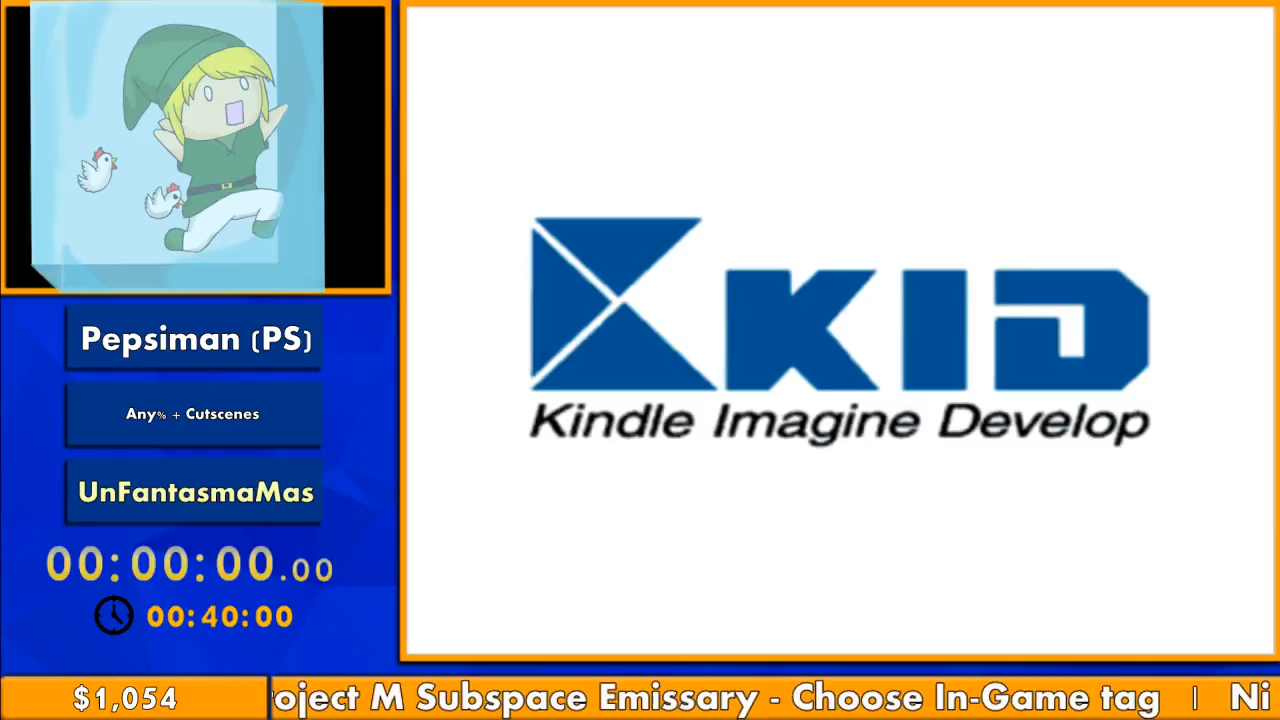 Pepsiman (PS)
Any% + Cutscenes
UnFantasmaMas
00:00:00.00
00:40:00
KID
Kindle Imagine Develop
$1,054
oject M Subspace Emissary - Choose In-Game tag | Ni